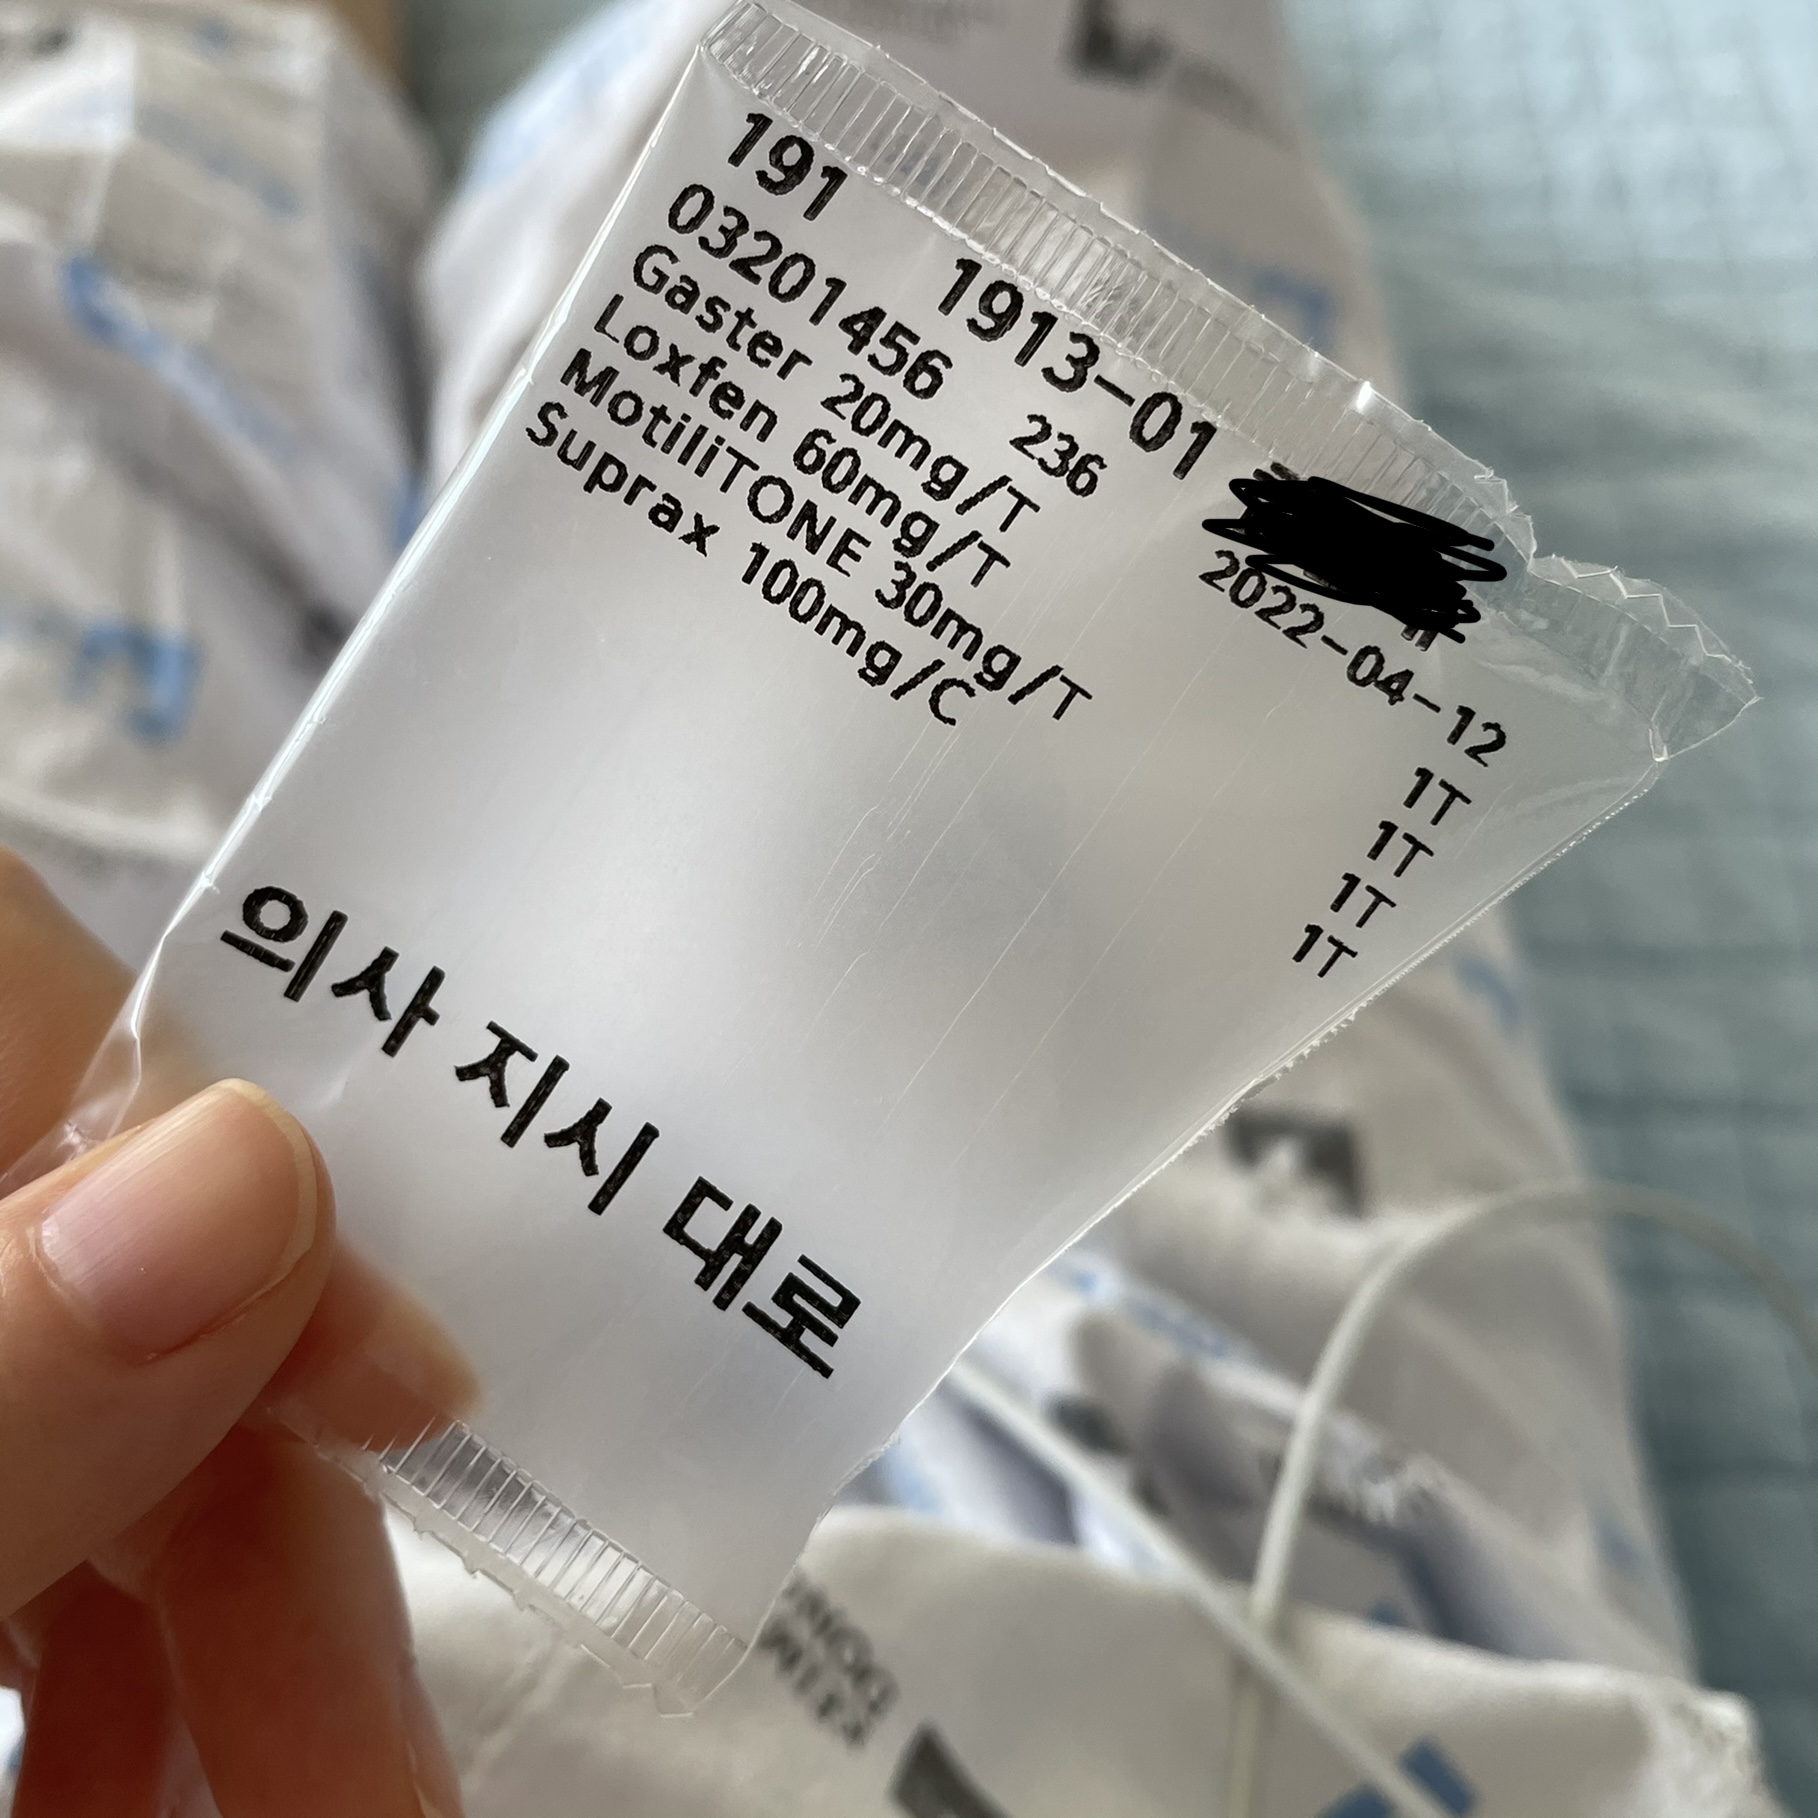 191 1913-01
03201456 236 2022-04-12
Gaster 20mg/T 1T
Loxfen 60mg/T 1T
MotiliTONE 30mg/T 1T
Suprax 100mg/C 1T
의사 지시 대로